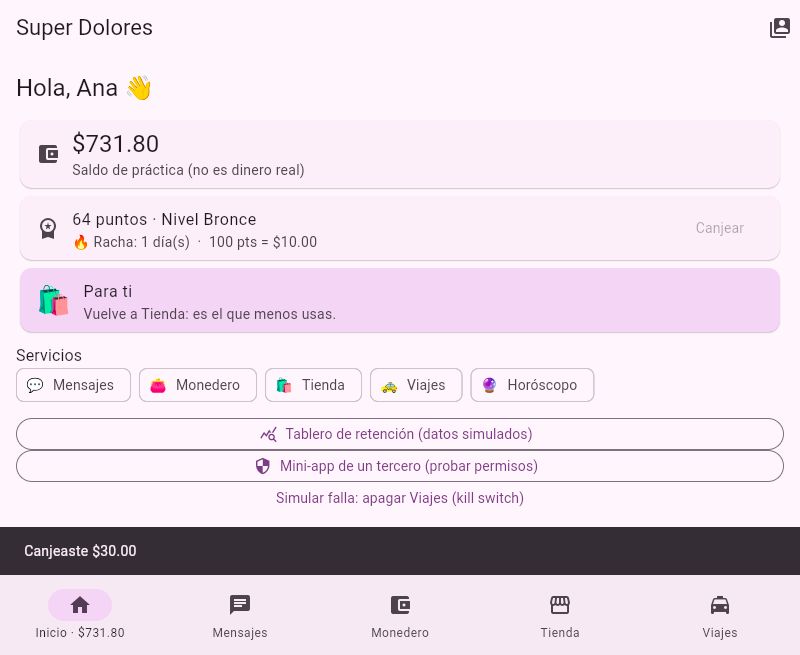 Super Dolores
Hola, Ana 👋
$731.80
Saldo de práctica (no es dinero real)
64 puntos · Nivel Bronce
🔥 Racha: 1 día(s) · 100 pts = $10.00
Canjear
Para ti
Vuelve a Tienda: es el que menos usas.
Servicios
💬 Mensajes 👛 Monedero 🛍️ Tienda 🚕 Viajes 🔮 Horóscopo
Tablero de retención (datos simulados)
Mini-app de un tercero (probar permisos)
Simular falla: apagar Viajes (kill switch)
Canjeaste $30.00
Inicio · $731.80 Mensajes Monedero Tienda Viajes